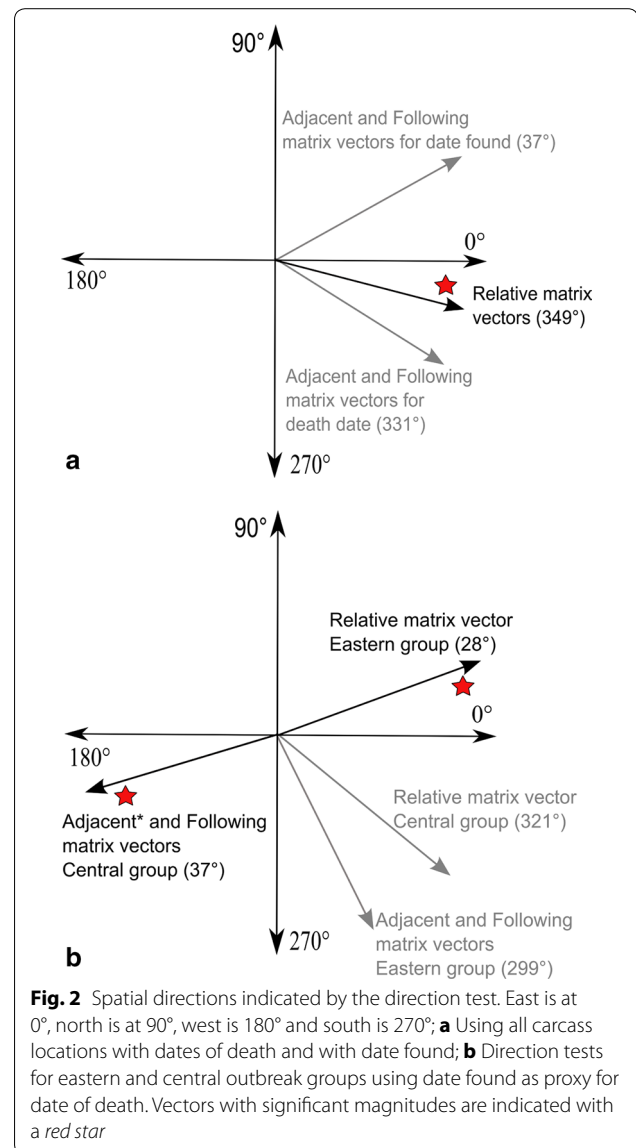 90°
Adjacent and Following
matrix vectors for date found (37°)
0°
180°
Relative matrix
vectors (349°)
Adjacent and Following
matrix vectors for
death date (331°)
a
270°
90°
Relative matrix vector
Eastern group (28°)
0°
180°
Relative matrix vector
Central group (321°)
Adjacent* and Following
matrix vectors
Central group (37°)
270°
Adjacent and Following
matrix vectors
Eastern group (299°)
b
Fig. 2 Spatial directions indicated by the direction test. East is at
0°, north is at 90°, west is 180° and south is 270°; a Using all carcass
locations with dates of death and with date found; b Direction tests
for eastern and central outbreak groups using date found as proxy for
date of death. Vectors with significant magnitudes are indicated with
a red star